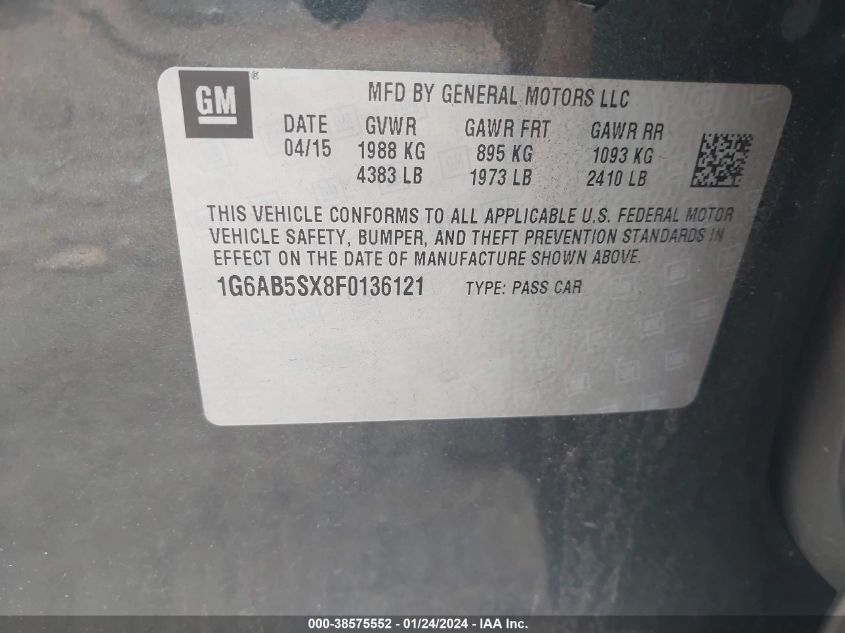 GM ®
MFD BY GENERAL MOTORS LLC
DATE GVWR GAWR FRT GAWR RR
04/15 1988 KG 895 KG 1093 KG
4383 LB 1973 LB 2410 LB
THIS VEHICLE CONFORMS TO ALL APPLICABLE U.S. FEDERAL MOTOR
VEHICLE SAFETY, BUMPER, AND THEFT PREVENTION STANDARDS IN
EFFECT ON THE DATE OF MANUFACTURE SHOWN ABOVE.
1G6AB5SX8F0136121 TYPE: PASS CAR
000-38575552 - 01/24/2024 - IAA Inc.